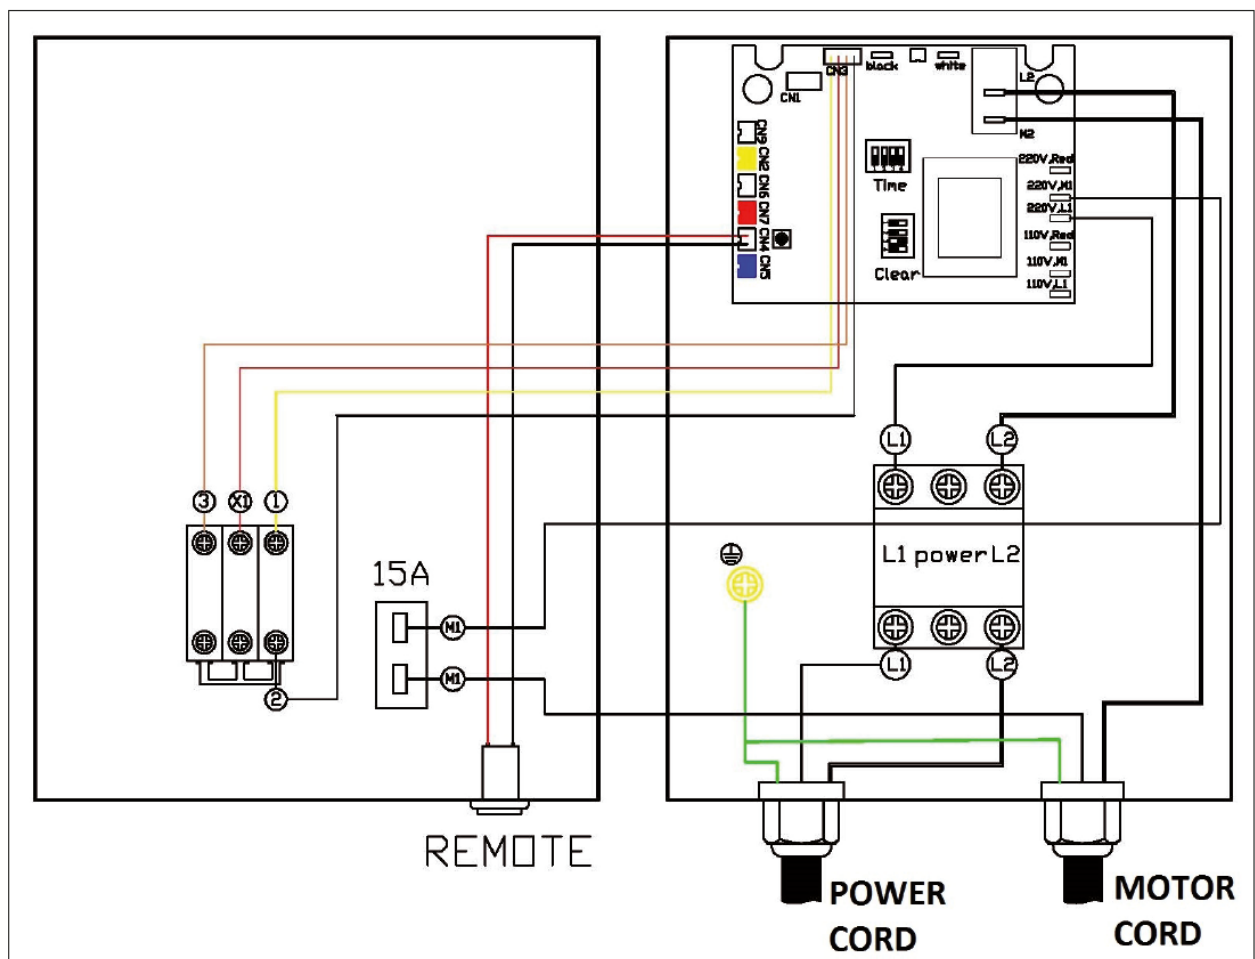 CN3
black
white
L2
CN1
N2
CN9
CN2
CN6
CN7
CN4
CN5
Time
Clear
220V,Red
220V,M1
220V,L1
110V,Red
110V,M1
110V,L1
L1
L2
3
X1
1
L1 power L2
15A
M1
M1
L1
L2
2
REMOTE
POWER
CORD
MOTOR
CORD